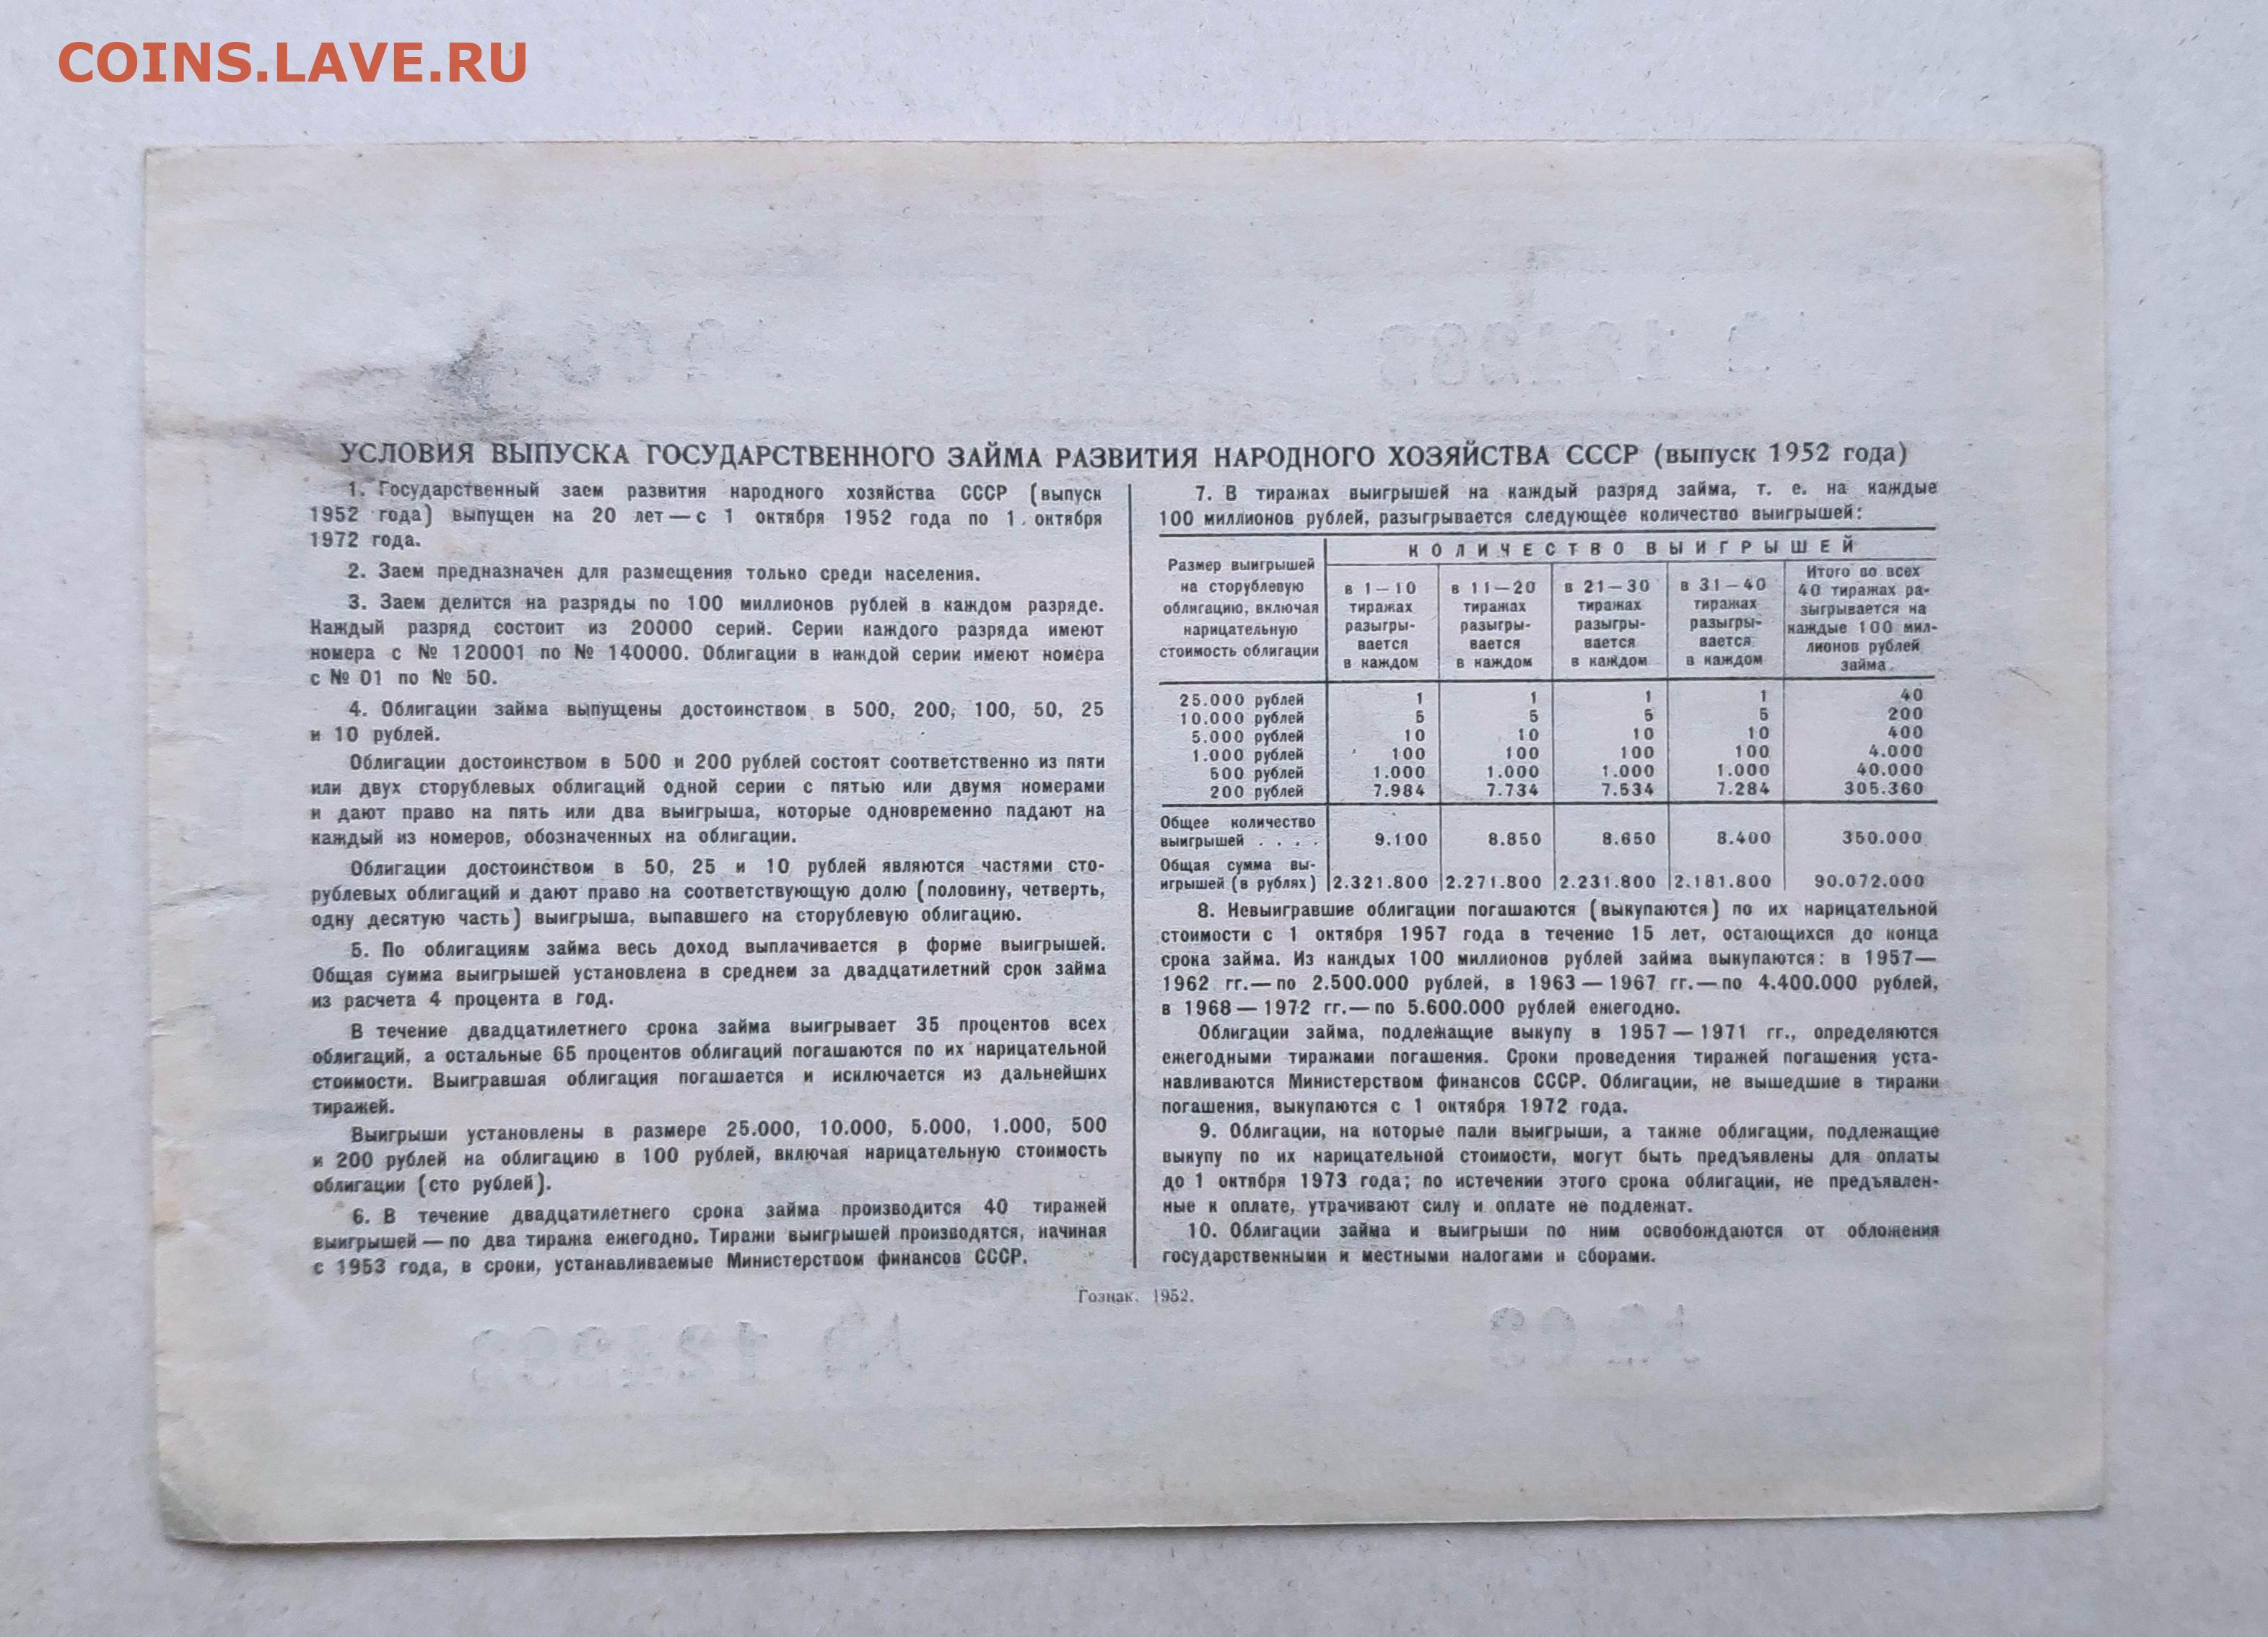 COINS.LAVE.RU
УСЛОВИЯ ВЫПУСКА ГОСУДАРСТВЕННОГО ЗАЙМА РАЗВИТИЯ НАРОДНОГО ХОЗЯЙСТВА СССР (выпуск 1952 года)
1. Государственный заем развития народного хозяйства СССР (выпуск
1952 года) выпущен на 20 лет — с 1 октября 1952 года по 1 октября
1972 года.
2. Заем предназначен для размещения только среди населения.
3. Заем делится на разряды по 100 миллионов рублей в каждом разряде.
Каждый разряд состоит из 20000 серий. Серии каждого разряда имеют
номера с № 120001 по № 140000. Облигации в каждой серии имеют номера
с № 01 по № 50.
4. Облигации займа выпущены достоинством в 500, 200, 100, 50, 25
и 10 рублей.
Облигации достоинством в 500 и 200 рублей состоят соответственно из пяти
или двух сторублевых облигаций одной серии с пятью или двумя номерами
и дают право на пять или два выигрыша, которые одновременно падают на
каждый из номеров, обозначенных на облигации.
Облигации достоинством в 50, 25 и 10 рублей являются частями сто-
рублевых облигаций и дают право на соответствующую долю (половину, четверть,
одну десятую часть) выигрыша, выпавшего на сторублевую облигацию.
5. По облигациям займа весь доход выплачивается в форме выигрышей.
Общая сумма выигрышей установлена в среднем за двадцатилетний срок займа
из расчета 4 процента в год.
В течение двадцатилетнего срока займа выигрывает 35 процентов всех
облигаций, а остальные 65 процентов облигаций погашаются по их нарицательной
стоимости. Выигравшая облигация погашается и исключается из дальнейших
тиражей.
Выигрыши установлены в размере 25.000, 10.000, 5.000, 1.000, 500
и 200 рублей на облигацию в 100 рублей, включая нарицательную стоимость
облигации (сто рублей).
6. В течение двадцатилетнего срока займа производится 40 тиражей
выигрышей — по два тиража ежегодно. Тиражи выигрышей производятся, начиная
с 1953 года, в сроки, устанавливаемые Министерством финансов СССР.
7. В тиражах выигрышей на каждый разряд займа, т. е. на каждые
100 миллионов рублей, разыгрывается следующее количество выигрышей:
Размер выигрышей
на сторублевую
облигацию, включая
нарицательную
стоимость облигации
КОЛИЧЕСТВО ВЫИГРЫШЕЙ
в 1—10
тиражах
разыгры-
вается
в каждом
в 11—20
тиражах
разыгры-
вается
в каждом
в 21—30
тиражах
разыгры-
вается
в каждом
в 31—40
тиражах
разыгры-
вается
в каждом
Итого во всех
40 тиражах ра-
зыгрывается на
каждые 100 мил-
лионов рублей
займа
25.000 рублей 1 1 1 1 40
10.000 рублей 5 5 5 5 200
5.000 рублей 10 10 10 10 400
1.000 рублей 100 100 100 100 4.000
500 рублей 1.000 1.000 1.000 1.000 40.000
200 рублей 7.984 7.734 7.534 7.284 305.360
Общее количество
выигрышей . . . . 9.100 8.850 8.650 8.400 350.000
Общая сумма вы-
игрышей (в рублях) 2.321.800 2.271.800 2.231.800 2.181.800 90.072.000
8. Невыигравшие облигации погашаются (выкупаются) по их нарицательной
стоимости с 1 октября 1957 года в течение 15 лет, остающихся до конца
срока займа. Из каждых 100 миллионов рублей займа выкупаются: в 1957—
1962 гг.— по 2.500.000 рублей, в 1963 — 1967 гг.— по 4.400.000 рублей,
в 1968 — 1972 гг.— по 5.600.000 рублей ежегодно.
Облигации займа, подлежащие выкупу в 1957 — 1971 гг., определяются
ежегодными тиражами погашения. Сроки проведения тиражей погашения уста-
навливаются Министерством финансов СССР. Облигации, не вышедшие в тиражи
погашения, выкупаются с 1 октября 1972 года.
9. Облигации, на которые пали выигрыши, а также облигации, подлежащие
выкупу по их нарицательной стоимости, могут быть предъявлены для оплаты
до 1 октября 1973 года; по истечении этого срока облигации, не предъявлен-
ные к оплате, утрачивают силу и оплате не подлежат.
10. Облигации займа и выигрыши по ним освобождаются от обложения
государственными и местными налогами и сборами.
Гознак. 1952.